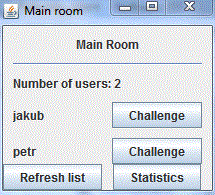 Main room
Main Room
Number of users: 2
jakub Challenge
petr Challenge
Refresh list Statistics